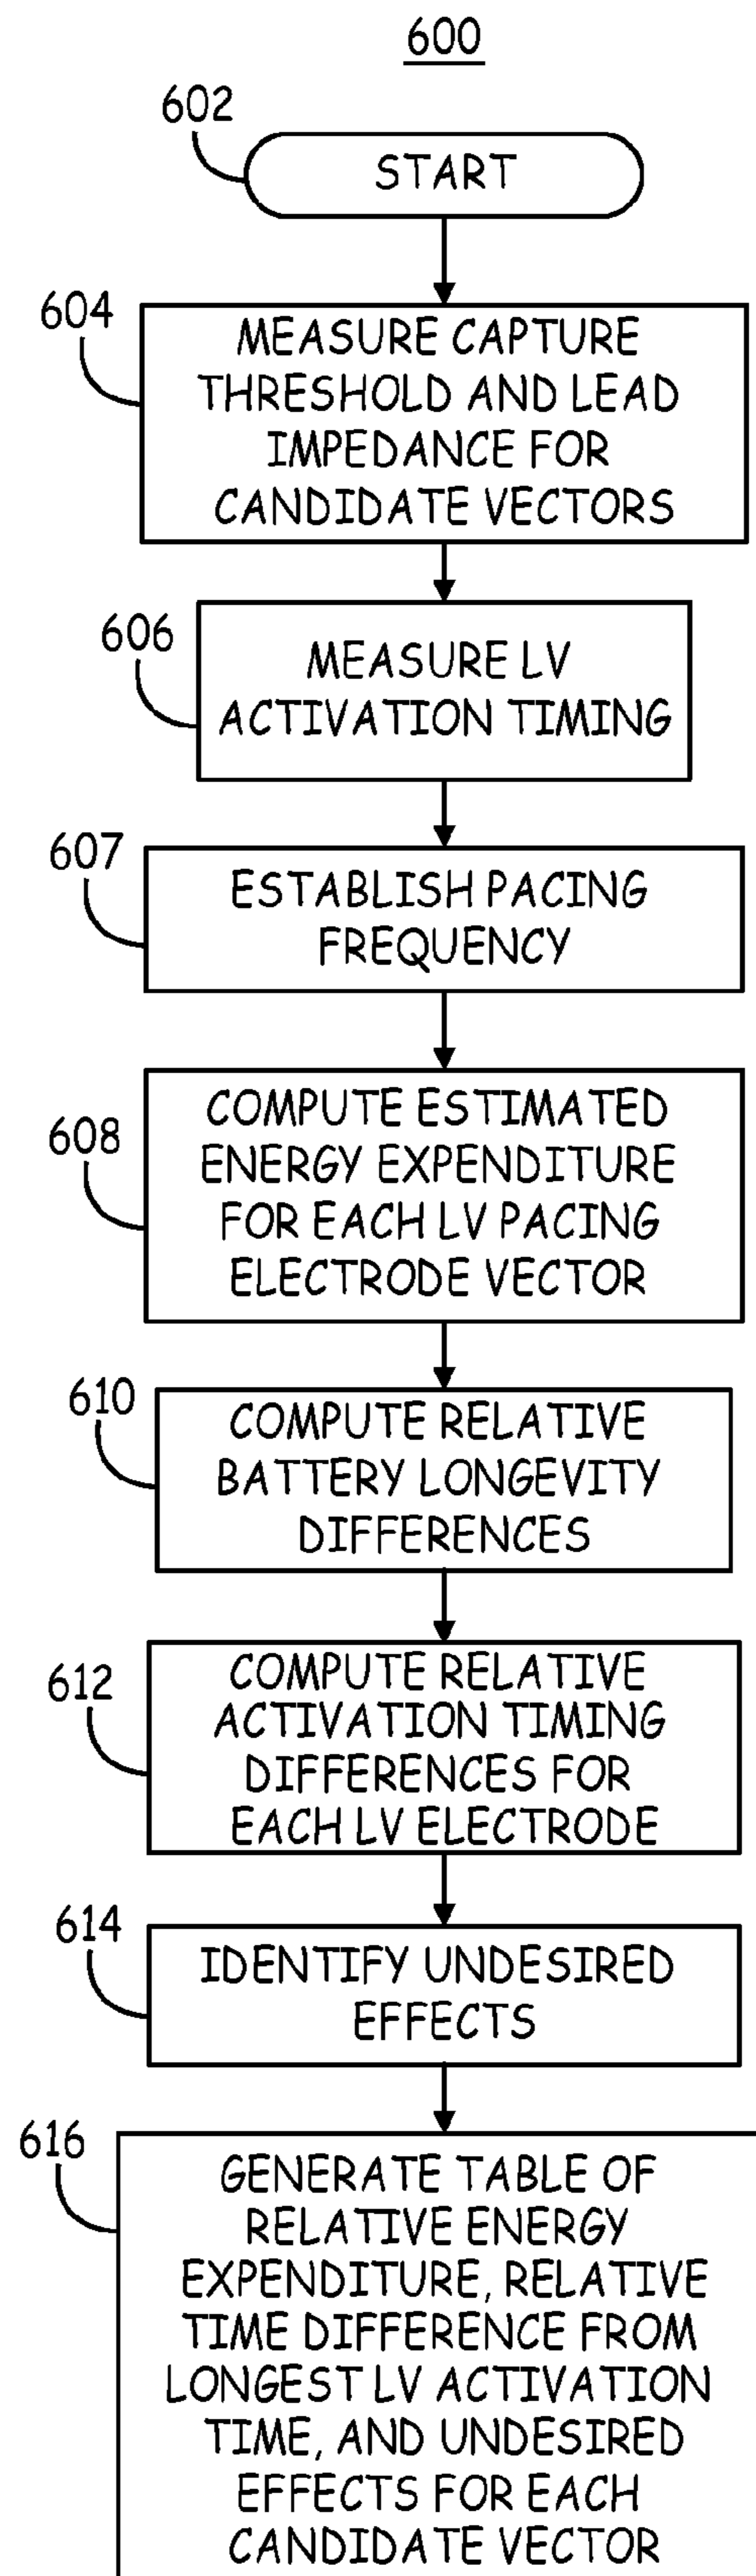 600
602
START
604
MEASURE CAPTURE
THRESHOLD AND LEAD
IMPEDANCE FOR
CANDIDATE VECTORS
606
MEASURE LV
ACTIVATION TIMING
607
ESTABLISH PACING
FREQUENCY
608
COMPUTE ESTIMATED
ENERGY EXPENDITURE
FOR EACH LV PACING
ELECTRODE VECTOR
610
COMPUTE RELATIVE
BATTERY LONGEVITY
DIFFERENCES
612
COMPUTE RELATIVE
ACTIVATION TIMING
DIFFERENCES FOR
EACH LV ELECTRODE
614
IDENTIFY UNDESIRED
EFFECTS
616
GENERATE TABLE OF
RELATIVE ENERGY
EXPENDITURE, RELATIVE
TIME DIFFERENCE FROM
LONGEST LV ACTIVATION
TIME, AND UNDESIRED
EFFECTS FOR EACH
CANDIDATE VECTOR